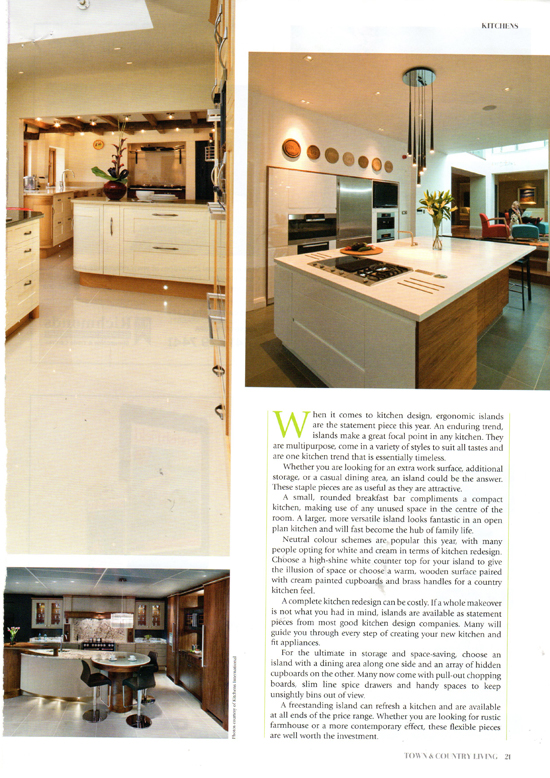 KITCHENS
When it comes to kitchen design, ergonomic islands
are the statement piece this year. An enduring trend,
islands make a great focal point in any kitchen. They
are multipurpose, come in a variety of styles to suit all tastes and
are one kitchen trend that is essentially timeless.
Whether you are looking for an extra work surface, additional
storage, or a casual dining area, an island could be the answer.
These staple pieces are as useful as they are attractive.
A small, rounded breakfast bar compliments a compact
kitchen, making use of any unused space in the centre of the
room. A larger, more versatile island looks fantastic in an open
plan kitchen and will fast become the hub of family life.
Neutral colour schemes are popular this year, with many
people opting for white and cream in terms of kitchen redesign.
Choose a high-shine white counter top for your island to give
the illusion of space or choose a warm, wooden surface paired
with cream painted cupboards and brass handles for a country
kitchen feel.
A complete kitchen redesign can be costly. If a whole makeover
is not what you had in mind, islands are available as statement
pieces from most good kitchen design companies. Many will
guide you through every step of creating your new kitchen and
fit appliances.
For the ultimate in storage and space-saving, choose an
island with a dining area along one side and an array of hidden
cupboards on the other. Many now come with pull-out chopping
boards, slim line spice drawers and handy spaces to keep
unsightly bins out of view.
A freestanding island can refresh a kitchen and are available
at all ends of the price range. Whether you are looking for rustic
farmhouse or a more contemporary effect, these flexible pieces
are well worth the investment.
Photos courtesy of Kitchens International
TOWN & COUNTRY LIVING 21